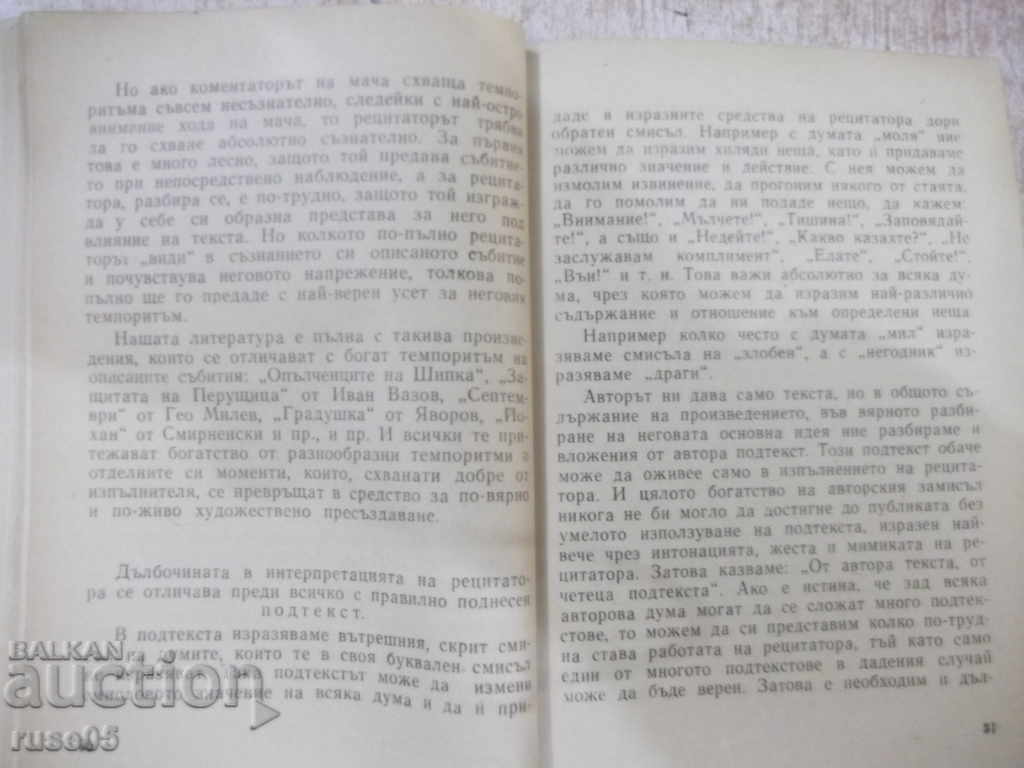 Но ако коментаторът на мача схваща темпо-
ритъма съвсем несъзнателно, следейки с най-остро
внимание хода на мача, то рецитаторът трябва
да го схване абсолютно съзнателно. За първия
това е много лесно, защото той предава събитие-
то при непосредствено наблюдение, а за рецита-
тора, разбира се, е по-трудно, защото той изграж-
да у себе си образна представа за него под
влияние на текста. Но колкото по-пълно рецита-
торът „види“ в съзнанието си описаното събитие
и почувствува неговото напрежение, толкова по-
пълно ще го предаде с най-верен усет за неговия
темпоритъм.
Нашата литература е пълна с такива произве-
дения, които се отличават с богат темпоритъм на
описаните събития: „Опълченците на Шипка“, „За-
щитата на Перущица“ от Иван Вазов, „Септем-
ври“ от Гео Милев, „Градушка“ от Яворов, „Йо-
хан“ от Смирненски и пр., и пр. И всички те при-
тежават богатство от разнообразни темпоритми в
отделните си моменти, които, схванати добре от
изпълнителя, се превръщат в средство за по-вярно
и по-живо художествено пресъздаване.
Дълбочината в интерпретацията на рецитато-
ра се отличава преди всичко с правилно поднесен
подтекст.
В подтекста изразяваме вътрешния, скрит сми-
на думите, които те в своя буквален смисъл
подтекстът може да измени
значение на всяка дума и да ѝ при-
даде в изразните средства на рецитатора дори
обратен смисъл. Например с думата „моля“ ние
можем да изразим хиляди неща, като ѝ придаваме
различно значение и действие. С нея можем да
измолим извинение, да прогоним някого от стаята,
да го помолим да ни подаде нещо, да кажем:
„Внимание!“, „Мълчете!“, „Тишина!“, „Заповядай-
те!“, а също и „Недейте!“, „Какво казахте?“, „Не
заслужавам комплимент“, „Елате“, „Стойте!“,
„Вън!“ и т. н. Това важи абсолютно за всяка ду-
ма, чрез която можем да изразим най-различно
съдържание и отношение към определени неща
Например колко често с думата „мил“ изра-
зяваме смисъла на „злобен“, а с „негодник“ из-
разяваме „драги“.
Авторът ни дава само текста, но в общото съ-
държание на произведението, във вярното разби-
ране на неговата основна идея ние разбираме и
вложения от автора подтекст. Този подтекст обаче
може да оживее само в изпълнението на рецита-
тора. И цялото богатство на авторския замисъл
никога не би могло да достигне до публиката без
умелото използуване на подтекста, изразен най-
вече чрез интонацията, жеста и мимиката на ре-
цитатора. Затова казваме: „От автора текста, от
четеца подтекста“. Ако е истина, че зад всяка
авторова дума могат да се сложат много подтек-
стове, то можем да си представим колко по-труд-
на става работата на рецитатора, тъй като само
един от многото подтекстове в дадения случай
може да бъде верен. Затова е необходим и дъл-
31
BALKAN
auction
ruse05